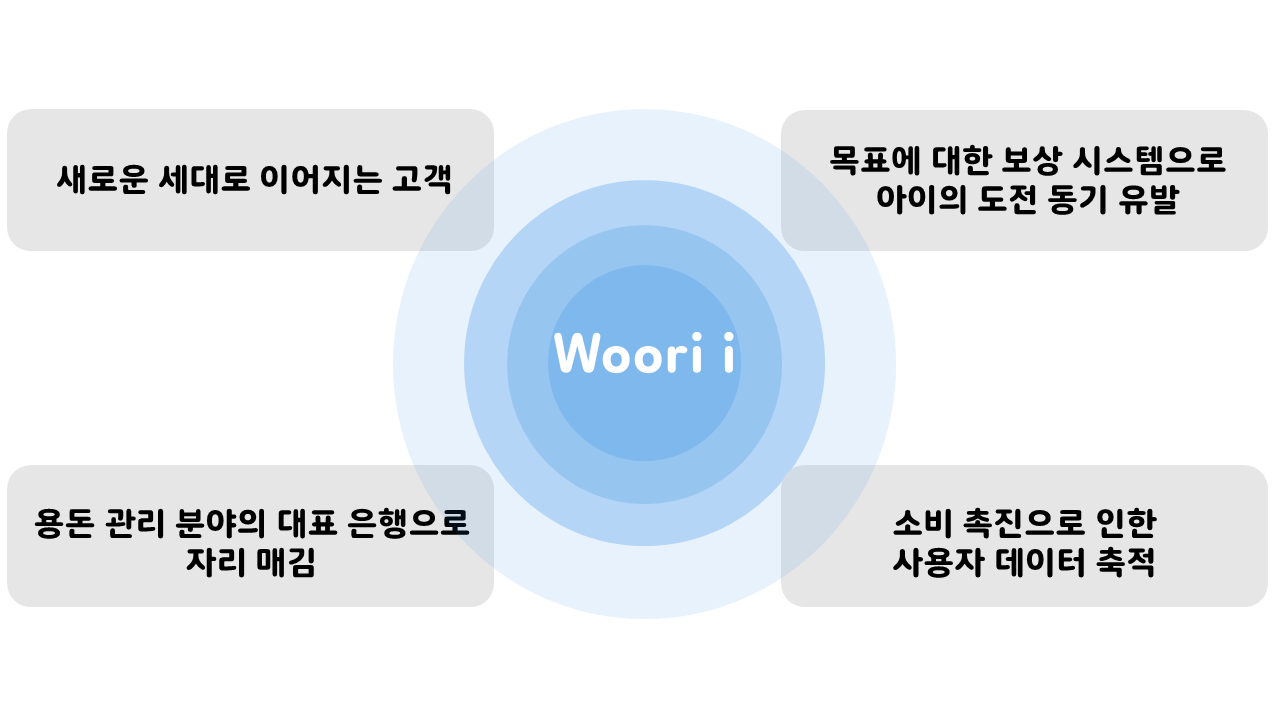 새로운 세대로 이어지는 고객
목표에 대한 보상 시스템으로
아이의 도전 동기 유발
Woori i
용돈 관리 분야의 대표 은행으로
자리 매김
소비 촉진으로 인한
사용자 데이터 축적